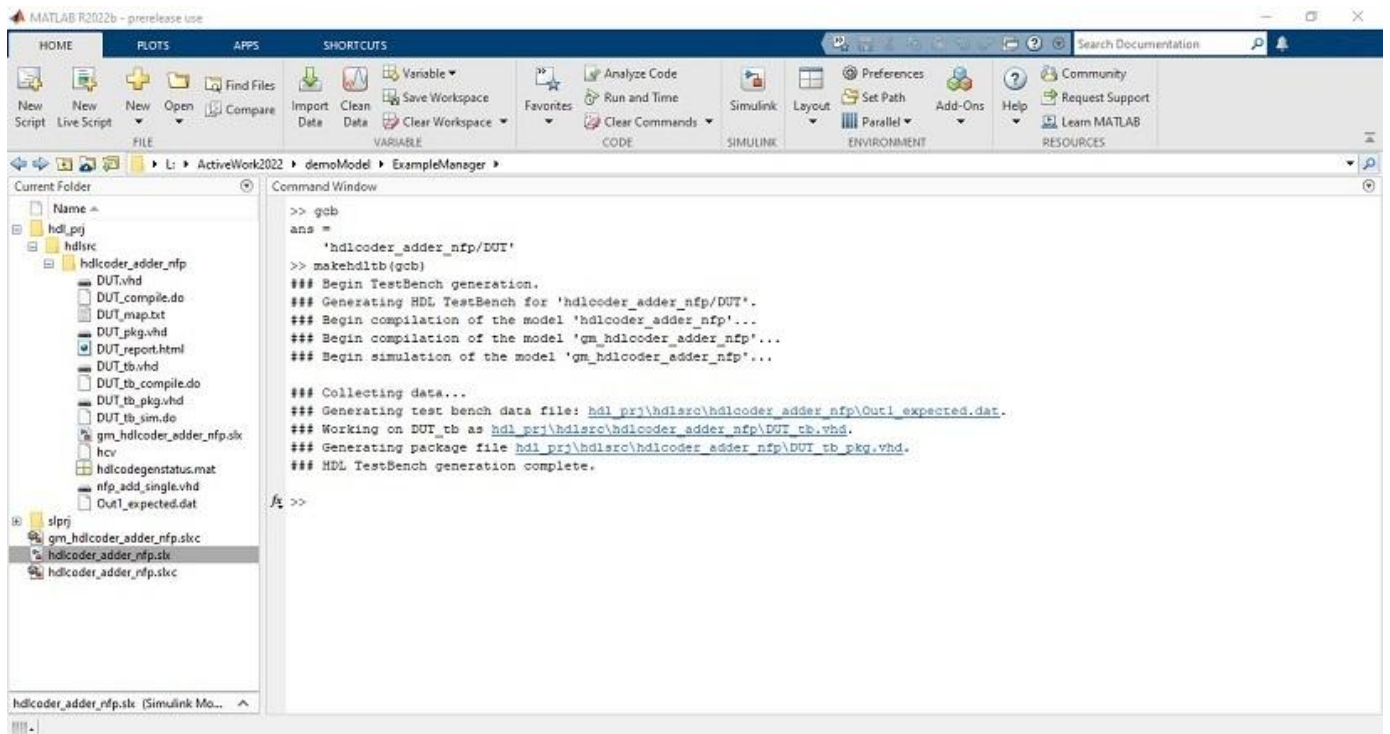 MATLAB R2022b - prerelease use
HOME PLOTS APPS SHORTCUTS
Search Documentation
New Script
New Live Script
New
Open
Find Files
Compare
Import Data
Clean Data
Variable
Save Workspace
Clear Workspace
Favorites
Analyze Code
Run and Time
Clear Commands
Simulink
Layout
Preferences
Set Path
Parallel
Add-Ons
Help
Community
Request Support
Learn MATLAB
FILE VARIABLE CODE SIMULINK ENVIRONMENT RESOURCES
L: ActiveWork2022 demoModel ExampleManager
Current Folder
Name
hdl_prj
hdlsrc
hdlcoder_adder_nfp
DUT.vhd
DUT_compile.do
DUT_map.txt
DUT_pkg.vhd
DUT_report.html
DUT_tb.vhd
DUT_tb_compile.do
DUT_tb_pkg.vhd
DUT_tb_sim.do
gm_hdlcoder_adder_nfp.slx
hcv
hdlcodegenstatus.mat
nfp_add_single.vhd
Out1_expected.dat
slprj
gm_hdlcoder_adder_nfp.slxc
hdlcoder_adder_nfp.slx
hdlcoder_adder_nfp.slxc
hdlcoder_adder_nfp.slx (Simulink Mo...
Command Window
>> gcb
ans =
'hdlcoder_adder_nfp/DUT'
>> makehdltb(gcb)
### Begin TestBench generation.
### Generating HDL TestBench for 'hdlcoder_adder_nfp/DUT'.
### Begin compilation of the model 'hdlcoder_adder_nfp'...
### Begin compilation of the model 'gm_hdlcoder_adder_nfp'...
### Begin simulation of the model 'gm_hdlcoder_adder_nfp'...
### Collecting data...
### Generating test bench data file: hdl_prj\hdlsrc\hdlcoder_adder_nfp\Out1_expected.dat.
### Working on DUT_tb as hdl_prj\hdlsrc\hdlcoder_adder_nfp\DUT_tb.vhd.
### Generating package file hdl_prj\hdlsrc\hdlcoder_adder_nfp\DUT_tb_pkg.vhd.
### HDL TestBench generation complete.
fx >>